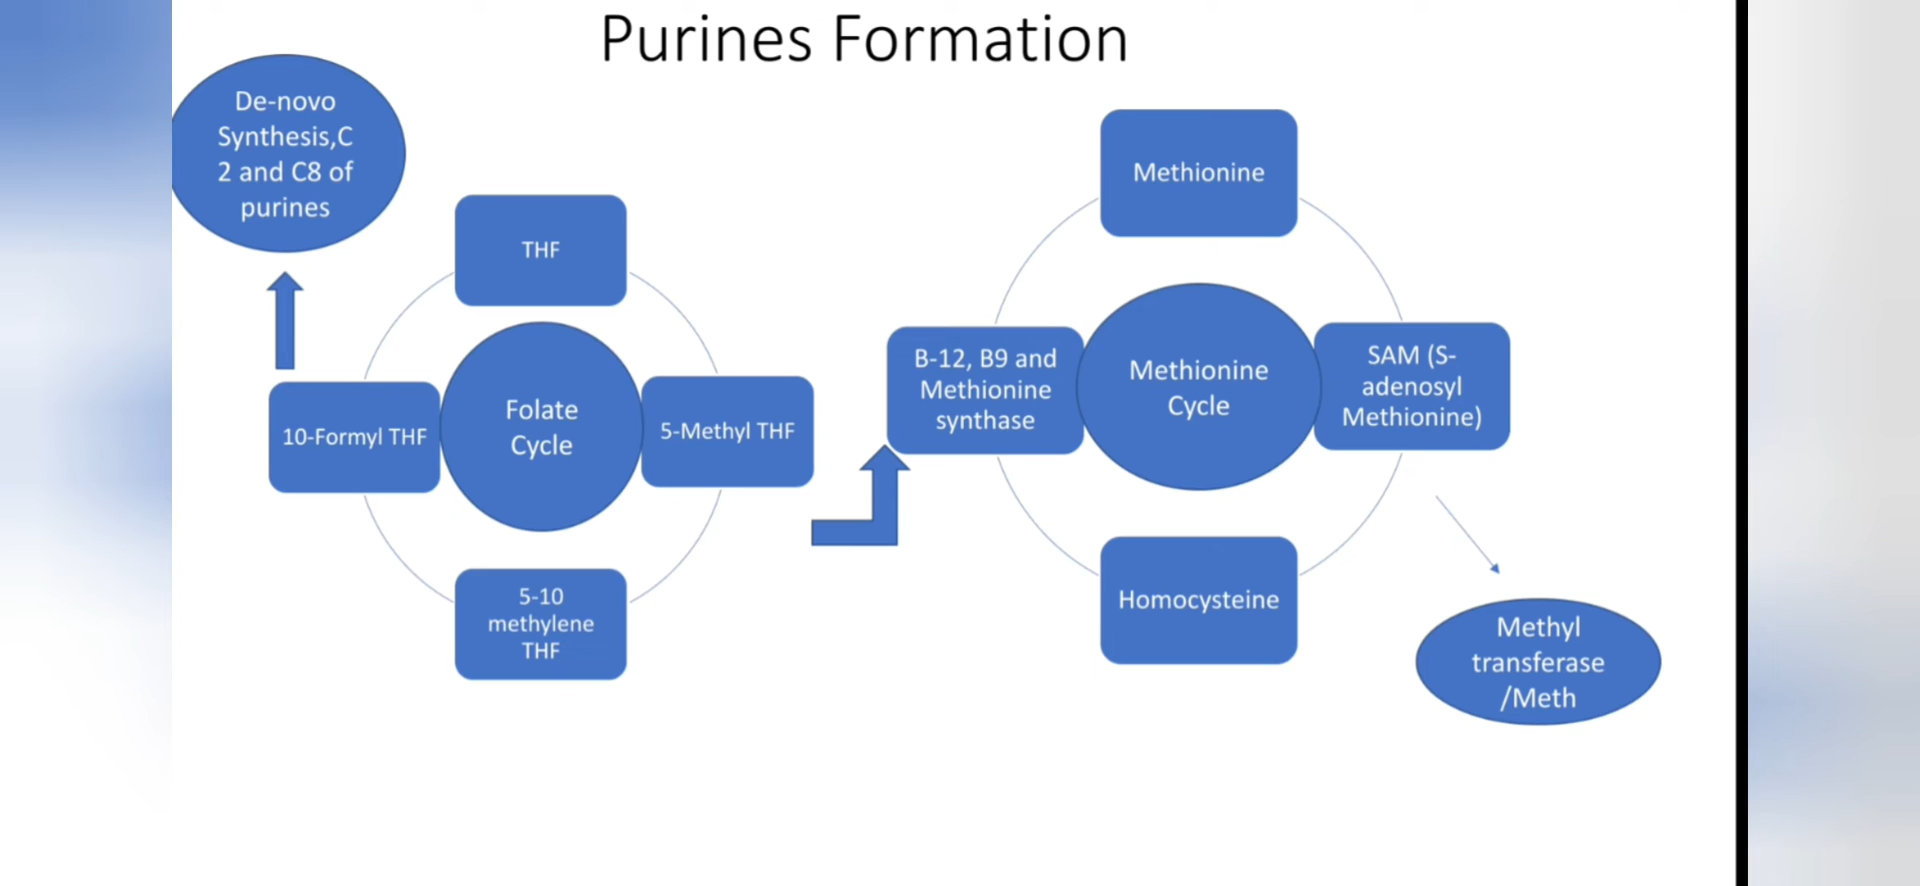 Purines Formation
De-novo
Synthesis,C
2 and C8 of
purines
THF
10-Formyl THF
Folate
Cycle
5-Methyl THF
5-10
methylene
THF
Methionine
B-12, B9 and
Methionine
synthase
Methionine
Cycle
SAM (S-
adenosyl
Methionine)
Homocysteine
Methyl
transferase
/Meth